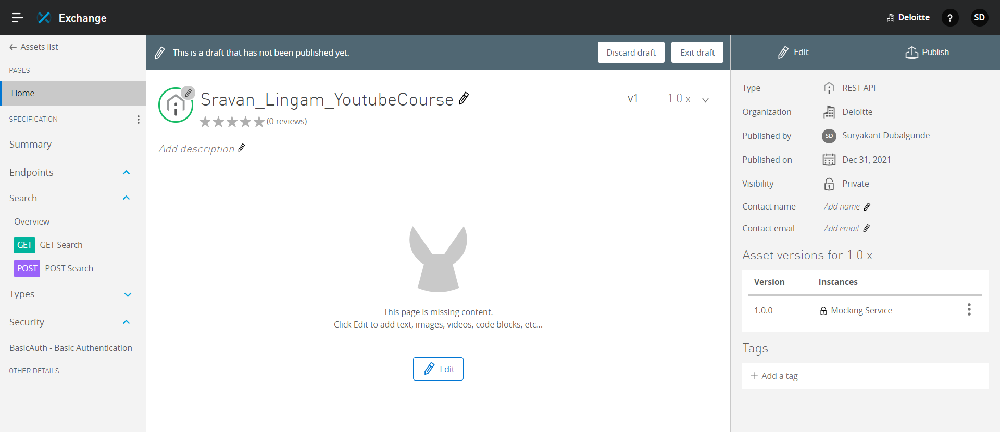 Exchange
Deloitte
?
SD
Assets list
PAGES
Home
SPECIFICATION
Summary
Endpoints
Search
Overview
GET GET Search
POST POST Search
Types
Security
BasicAuth - Basic Authentication
OTHER DETAILS
This is a draft that has not been published yet.
Discard draft
Exit draft
Sravan_Lingam_YoutubeCourse
v1
1.0.x
(0 reviews)
Add description
This page is missing content.
Click Edit to add text, images, videos, code blocks, etc...
Edit
Edit
Publish
Type REST API
Organization Deloitte
Published by SD Suryakant Dubalgunde
Published on Dec 31, 2021
Visibility Private
Contact name Add name
Contact email Add email
Asset versions for 1.0.x
Version Instances
1.0.0 Mocking Service
Tags
+ Add a tag